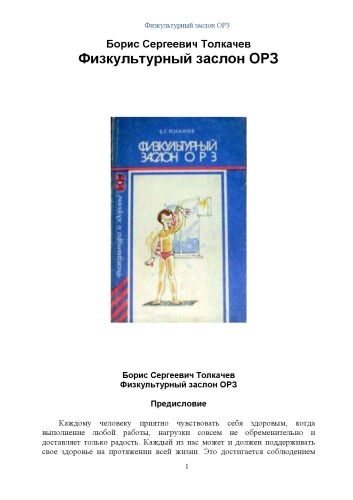 Физкультурный заслон ОРЗ
Борис Сергеевич Толкачев
Физкультурный заслон ОРЗ
Б.С. ТОЛКАЧЕВ
ФИЗКУЛЬТУРНЫЙ
ЗАСЛОН ОРЗ
Физкультура и здоровье
Борис Сергеевич Толкачев
Физкультурный заслон ОРЗ
Предисловие
Каждому человеку приятно чувствовать себя здоровым, когда
выполнение любой работы, нагрузки совсем не обременительно и
доставляет только радость. Каждый из нас может и должен поддерживать
свое здоровье на протяжении всей жизни. Это достигается соблюдением
1